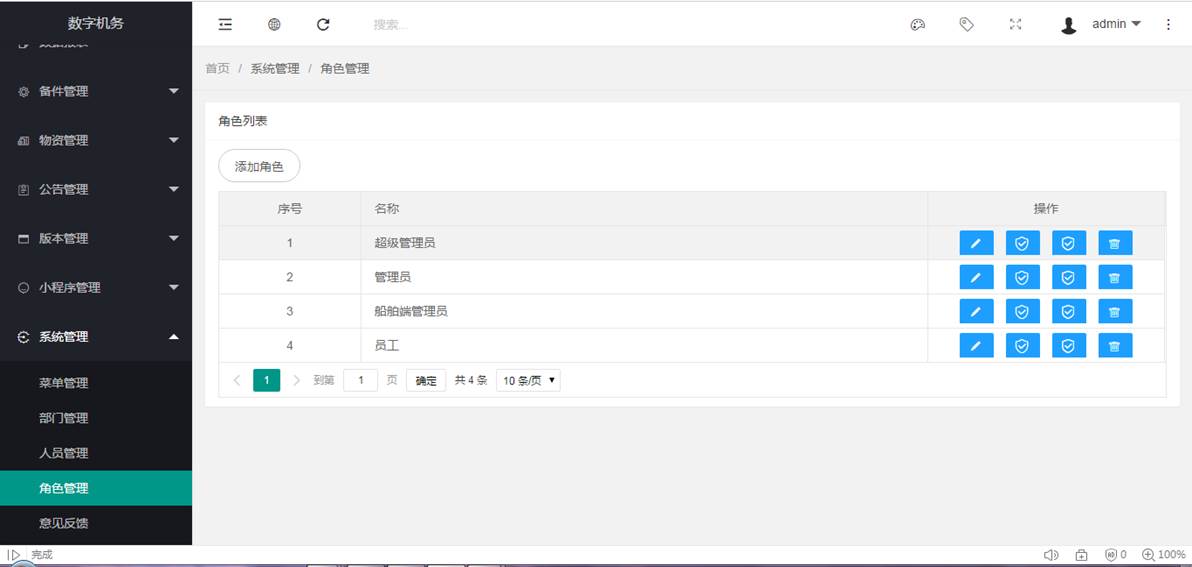 数字机务
搜索...
admin
备件管理
物资管理
公告管理
版本管理
小程序管理
系统管理
菜单管理
部门管理
人员管理
角色管理
意见反馈
首页 / 系统管理 / 角色管理
角色列表
添加角色
序号 名称 操作
1 超级管理员
2 管理员
3 船舶端管理员
4 员工
1 到第 1 页 确定 共 4 条 10 条/页
完成
0 100%